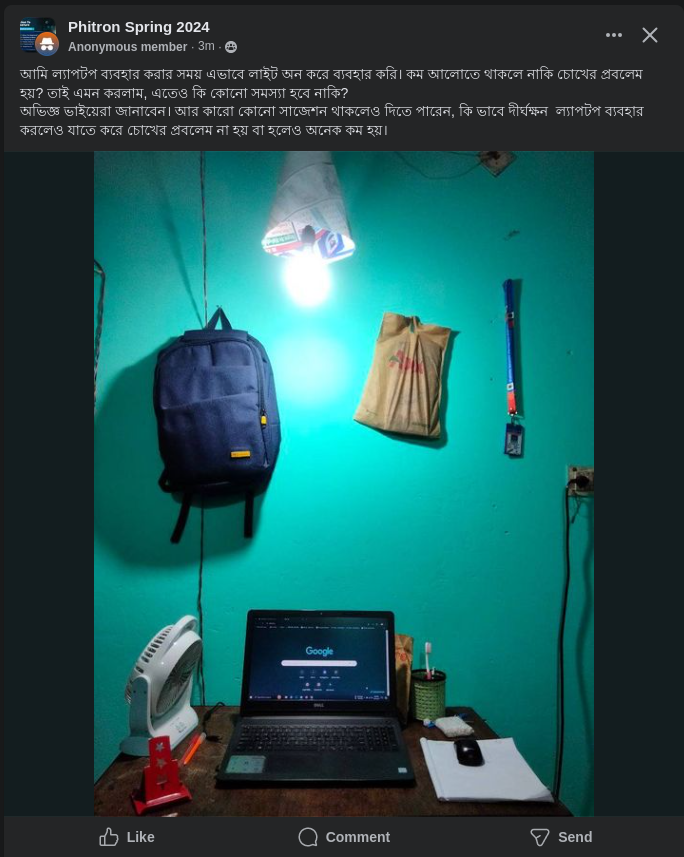 Phitron Spring 2024
Anonymous member · 3m ·
আমি ল্যাপটপ ব্যবহার করার সময় এভাবে লাইট অন করে ব্যবহার করি। কম আলোতে থাকলে নাকি চোখের প্রবলেম
হয়? তাই এমন করলাম, এতেও কি কোনো সমস্যা হবে নাকি?
অভিজ্ঞ ভাইয়েরা জানাবেন। আর কারো কোনো সাজেশন থাকলেও দিতে পারেন, কি ভাবে দীর্ঘক্ষন ল্যাপটপ ব্যবহার
করলেও যাতে করে চোখের প্রবলেম না হয় বা হলেও অনেক কম হয়।
Google
DELL
Like Comment Send